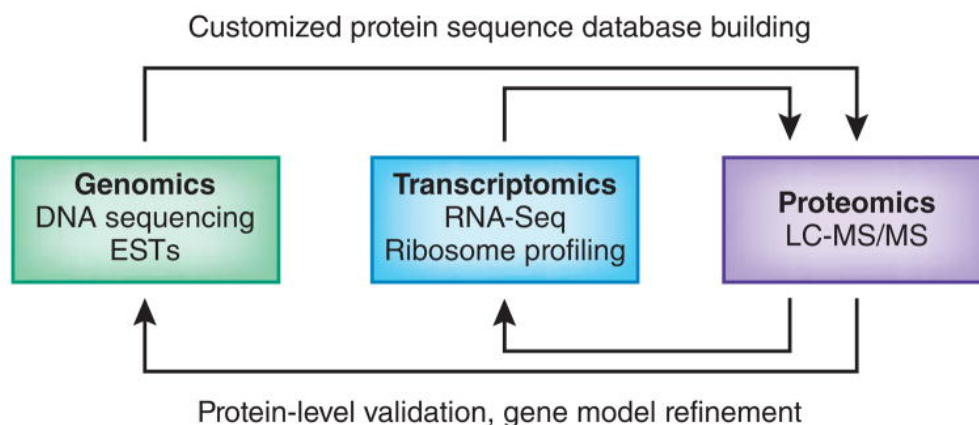 Customized protein sequence database building
Genomics
DNA sequencing
ESTs
Transcriptomics
RNA-Seq
Ribosome profiling
Proteomics
LC-MS/MS
Protein-level validation, gene model refinement